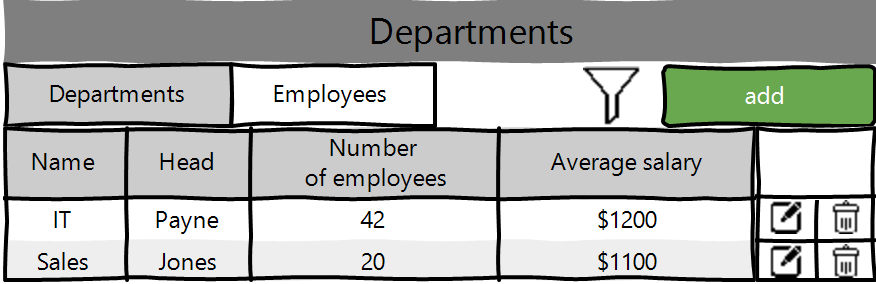 Departments
Departments Employees add
Name Head Number of employees Average salary
IT Payne 42 $1200
Sales Jones 20 $1100